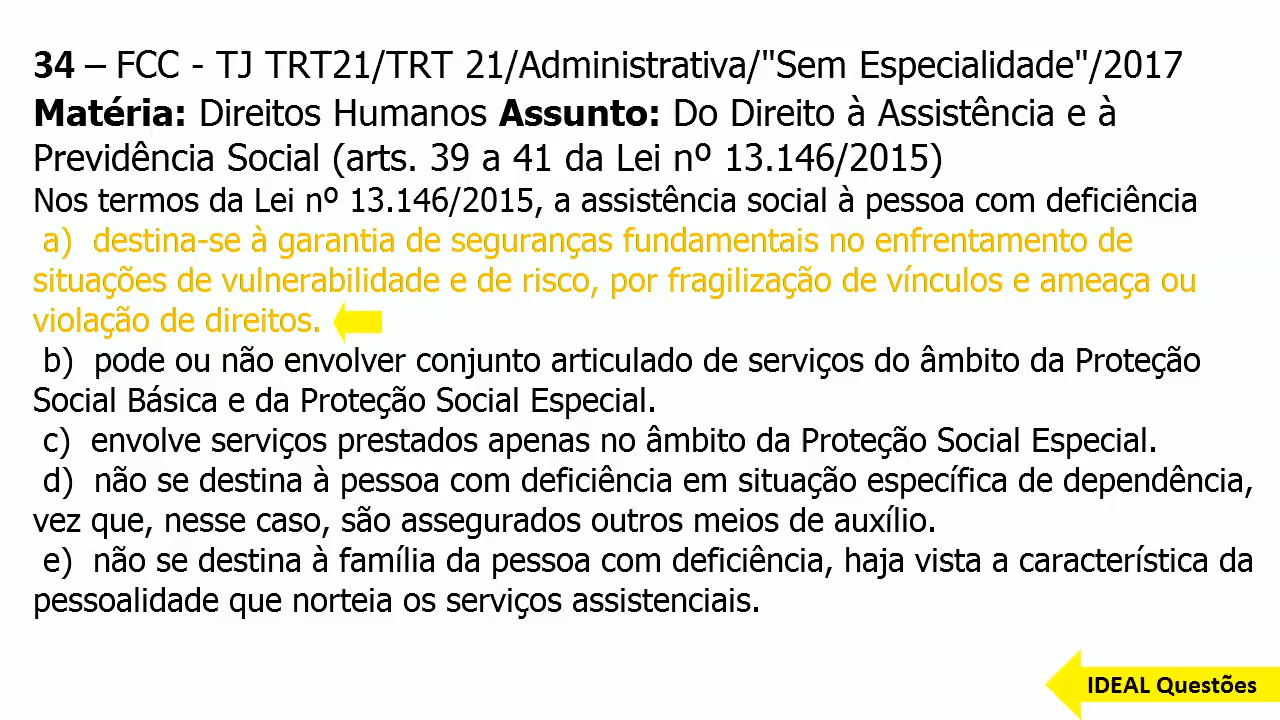 34 – FCC - TJ TRT21/TRT 21/Administrativa/"Sem Especialidade"/2017
Matéria: Direitos Humanos Assunto: Do Direito à Assistência e à
Previdência Social (arts. 39 a 41 da Lei nº 13.146/2015)
Nos termos da Lei nº 13.146/2015, a assistência social à pessoa com deficiência
a) destina-se à garantia de seguranças fundamentais no enfrentamento de
situações de vulnerabilidade e de risco, por fragilização de vínculos e ameaça ou
violação de direitos.
b) pode ou não envolver conjunto articulado de serviços do âmbito da Proteção
Social Básica e da Proteção Social Especial.
c) envolve serviços prestados apenas no âmbito da Proteção Social Especial.
d) não se destina à pessoa com deficiência em situação específica de dependência,
vez que, nesse caso, são assegurados outros meios de auxílio.
e) não se destina à família da pessoa com deficiência, haja vista a característica da
pessoalidade que norteia os serviços assistenciais.
IDEAL Questões